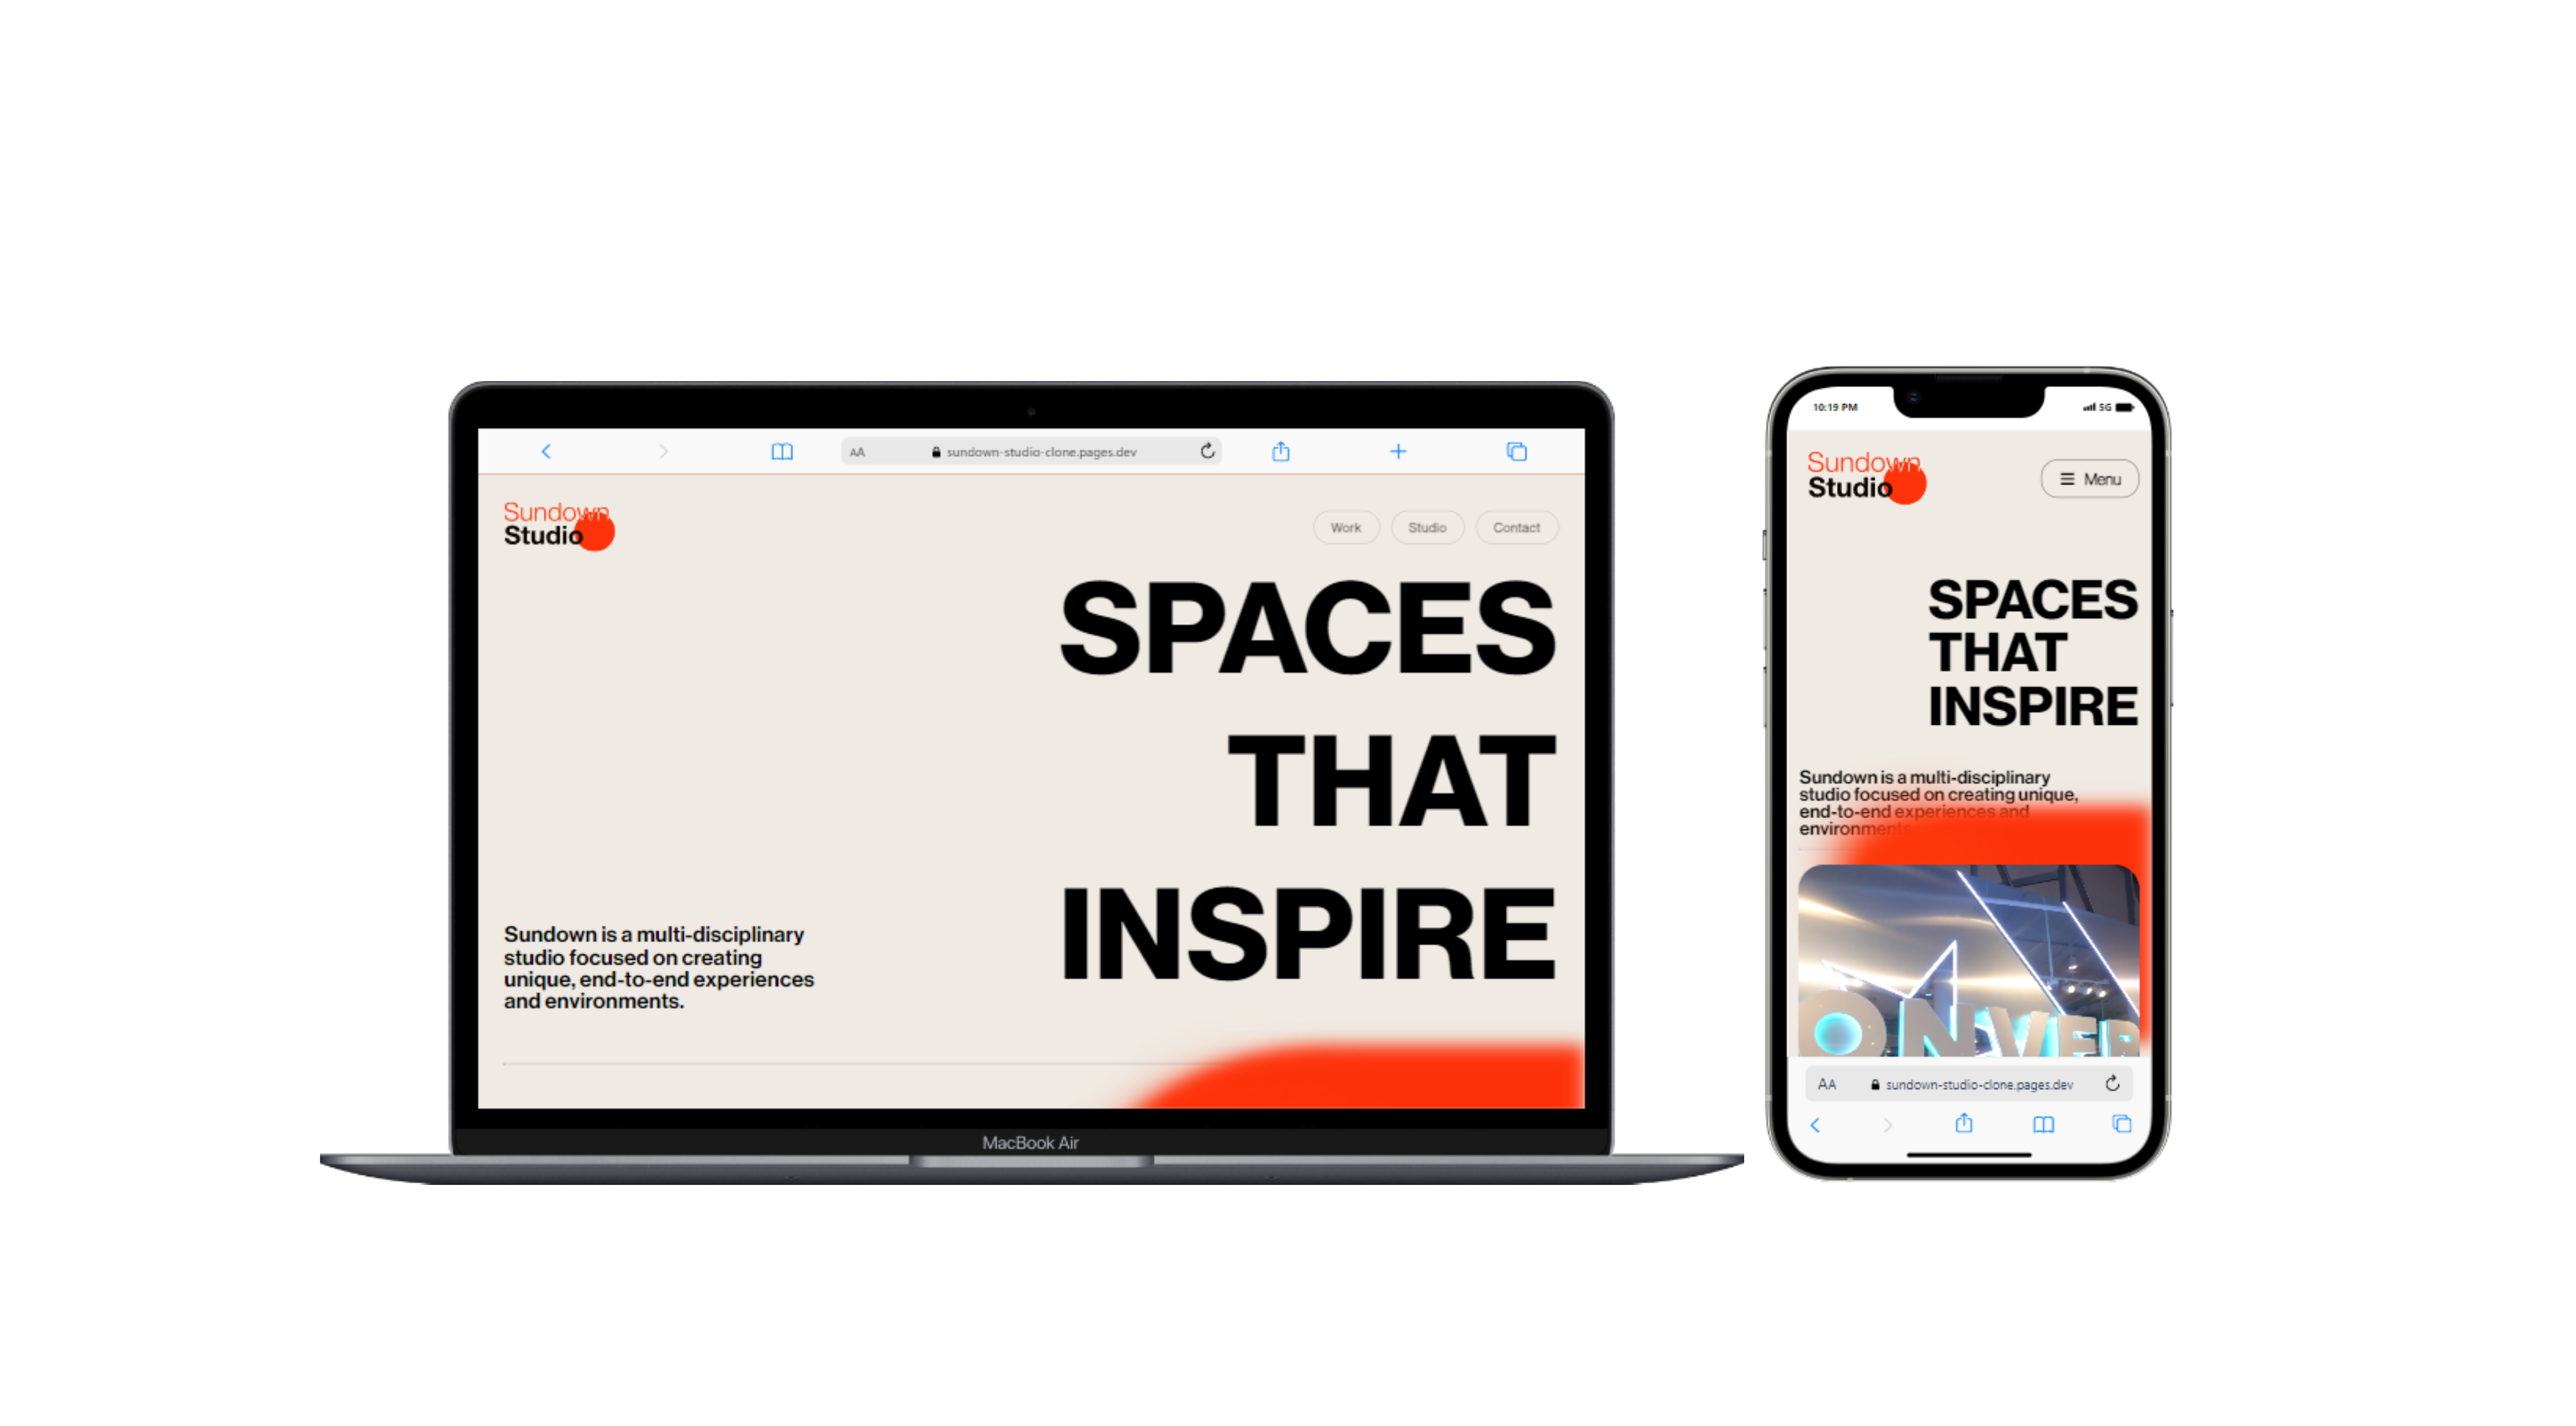 AA sundown-studio-clone.pages.dev
Sundown
Studio
Work Studio Contact
SPACES
THAT
INSPIRE
Sundown is a multi-disciplinary
studio focused on creating
unique, end-to-end experiences
and environments.
MacBook Air
10:19 PM 5G
Sundown
Studio
Menu
SPACES
THAT
INSPIRE
Sundown is a multi-disciplinary
studio focused on creating unique,
end-to-end experiences and
environments
ONVER
AA sundown-studio-clone.pages.dev